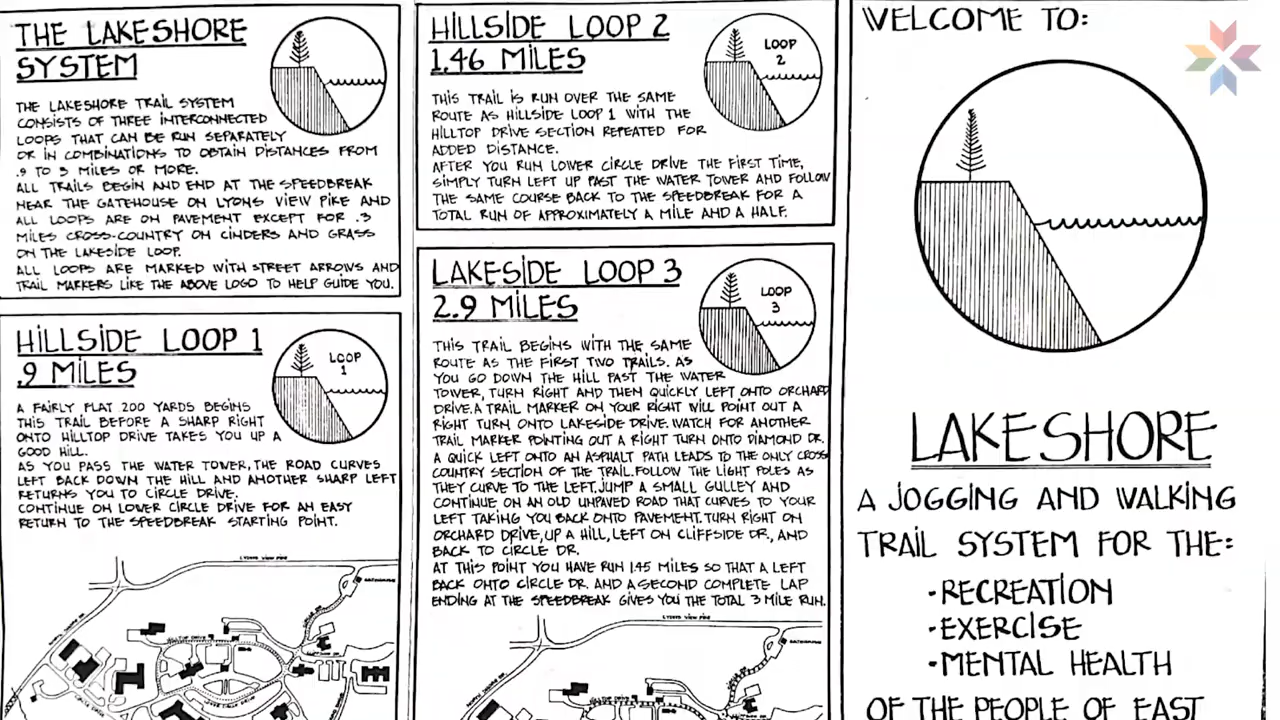 THE LAKESHORE
SYSTEM
THE LAKESHORE TRAIL SYSTEM
CONSISTS OF THREE INTERCONNECTED
LOOPS THAT CAN BE RUN SEPARATELY
OR IN COMBINATIONS TO OBTAIN DISTANCES FROM
.9 TO 3 MILES OR MORE.
ALL TRAILS BEGIN AND END AT THE SPEEDBREAK
NEAR THE GATEHOUSE ON LYONS VIEW PIKE AND
ALL LOOPS ARE ON PAVEMENT EXCEPT FOR .3
MILES CROSS-COUNTRY ON CINDERS AND GRASS
ON THE LAKESIDE LOOP.
ALL LOOPS ARE MARKED WITH STREET ARROWS AND
TRAIL MARKERS LIKE THE ABOVE LOGO TO HELP GUIDE YOU.
HILLSIDE LOOP 1
.9 MILES
LOOP
1
A FAIRLY FLAT 200 YARDS BEGINS
THIS TRAIL BEFORE A SHARP RIGHT
ONTO HILLTOP DRIVE TAKES YOU UP A
GOOD HILL.
AS YOU PASS THE WATER TOWER, THE ROAD CURVES
LEFT BACK DOWN THE HILL AND ANOTHER SHARP LEFT
RETURNS YOU TO CIRCLE DRIVE.
CONTINUE ON LOWER CIRCLE DRIVE FOR AN EASY
RETURN TO THE SPEEDBREAK STARTING POINT.
LYONS VIEW PIKE
HILLTOP DRIVE
HILLSIDE LOOP 2
1.46 MILES
LOOP
2
THIS TRAIL IS RUN OVER THE SAME
ROUTE AS HILLSIDE LOOP 1 WITH THE
HILLTOP DRIVE SECTION REPEATED FOR
ADDED DISTANCE.
AFTER YOU RUN LOWER CIRCLE DRIVE THE FIRST TIME,
SIMPLY TURN LEFT UP PAST THE WATER TOWER AND FOLLOW
THE SAME COURSE BACK TO THE SPEEDBREAK FOR A
TOTAL RUN OF APPROXIMATELY A MILE AND A HALF.
LAKESIDE LOOP 3
2.9 MILES
LOOP
3
THIS TRAIL BEGINS WITH THE SAME
ROUTE AS THE FIRST TWO TRAILS. AS
YOU GO DOWN THE HILL PAST THE WATER
TOWER, TURN RIGHT AND THEN QUICKLY LEFT ONTO ORCHARD
DRIVE. A TRAIL MARKER ON YOUR RIGHT WILL POINT OUT A
RIGHT TURN ONTO LAKESIDE DRIVE. WATCH FOR ANOTHER
TRAIL MARKER POINTING OUT A RIGHT TURN ONTO DIAMOND DR.
A QUICK LEFT ONTO AN ASPHALT PATH LEADS TO THE ONLY CROSS
COUNTRY SECTION OF THE TRAIL. FOLLOW THE LIGHT POLES AS
THEY CURVE TO THE LEFT, JUMP A SMALL GULLEY AND
CONTINUE ON AN OLD UNPAVED ROAD THAT CURVES TO YOUR
LEFT TAKING YOU BACK ONTO PAVEMENT. TURN RIGHT ON
ORCHARD DRIVE, UP A HILL, LEFT ON CLIFFSIDE DR., AND
BACK TO CIRCLE DR.
AT THIS POINT YOU HAVE RUN 1.45 MILES SO THAT A LEFT
BACK ONTO CIRCLE DR. AND A SECOND COMPLETE LAP
ENDING AT THE SPEEDBREAK GIVES YOU THE TOTAL 3 MILE RUN.
LYONS VIEW PIKE
HILLTOP DRIVE
WELCOME TO:
LAKESHORE
A JOGGING AND WALKING
TRAIL SYSTEM FOR THE:
•RECREATION
•EXERCISE
•MENTAL HEALTH
OF THE PEOPLE OF EAST